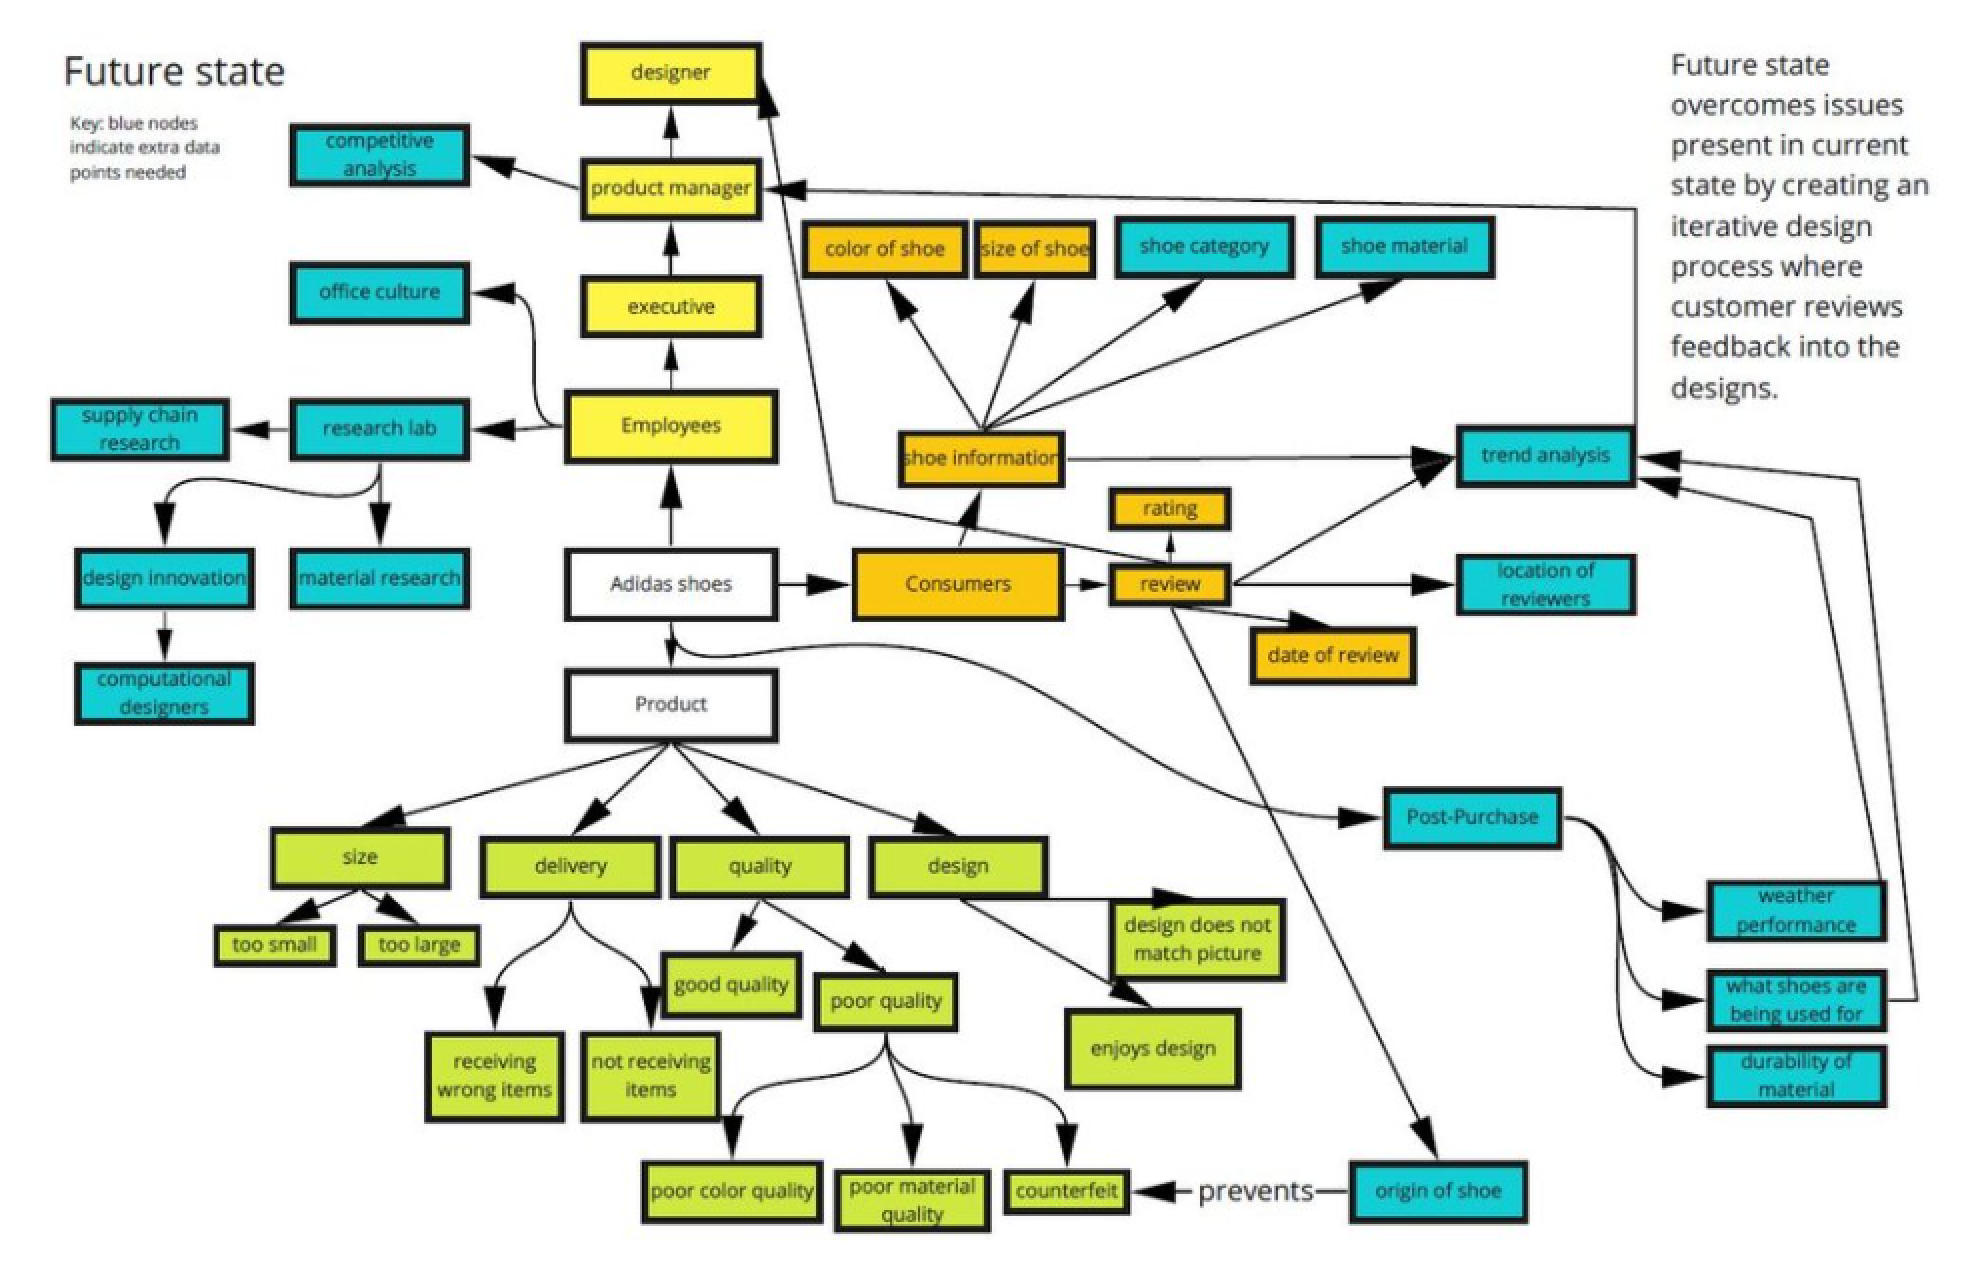 Future state
Key: blue nodes
indicate extra data
points needed
Future state
overcomes issues
present in current
state by creating an
iterative design
process where
customer reviews
feedback into the
designs.
designer
competitive
analysis
product manager
color of shoe
size of shoe
shoe category
shoe material
office culture
executive
supply chain
research
research lab
Employees
shoe information
trend analysis
rating
design innovation
material research
Adidas shoes
Consumers
review
location of
reviewers
date of review
computational
designers
Product
Post-Purchase
size
delivery
quality
design
too small
too large
good quality
poor quality
design does not
match picture
weather
performance
what shoes are
being used for
durability of
material
receiving
wrong items
not receiving
items
enjoys design
poor color quality
poor material
quality
counterfeit
prevents
origin of shoe